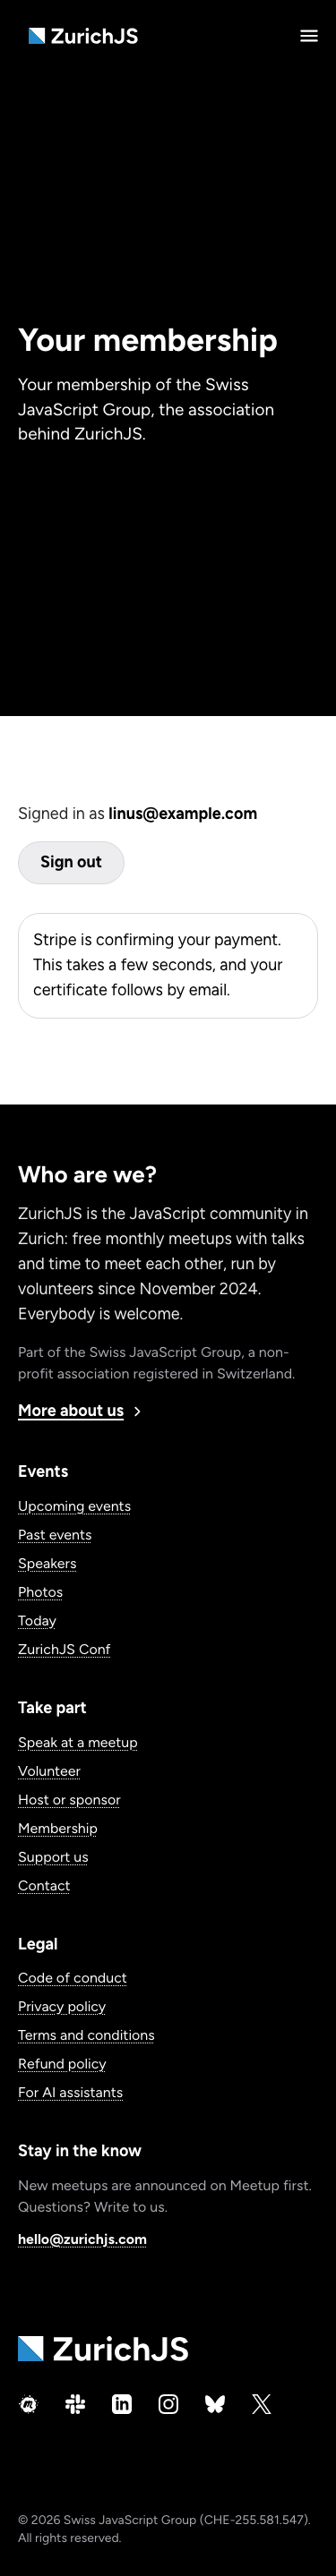 ZurichJS
Your membership
Your membership of the Swiss
JavaScript Group, the association
behind ZurichJS.
Signed in as linus@example.com
Sign out
Stripe is confirming your payment.
This takes a few seconds, and your
certificate follows by email.
Who are we?
ZurichJS is the JavaScript community in
Zurich: free monthly meetups with talks
and time to meet each other, run by
volunteers since November 2024.
Everybody is welcome.
Part of the Swiss JavaScript Group, a non-
profit association registered in Switzerland.
More about us
Events
Upcoming events
Past events
Speakers
Photos
Today
ZurichJS Conf
Take part
Speak at a meetup
Volunteer
Host or sponsor
Membership
Support us
Contact
Legal
Code of conduct
Privacy policy
Terms and conditions
Refund policy
For AI assistants
Stay in the know
New meetups are announced on Meetup first.
Questions? Write to us.
hello@zurichjs.com
ZurichJS
© 2026 Swiss JavaScript Group (CHE-255.581.547).
All rights reserved.